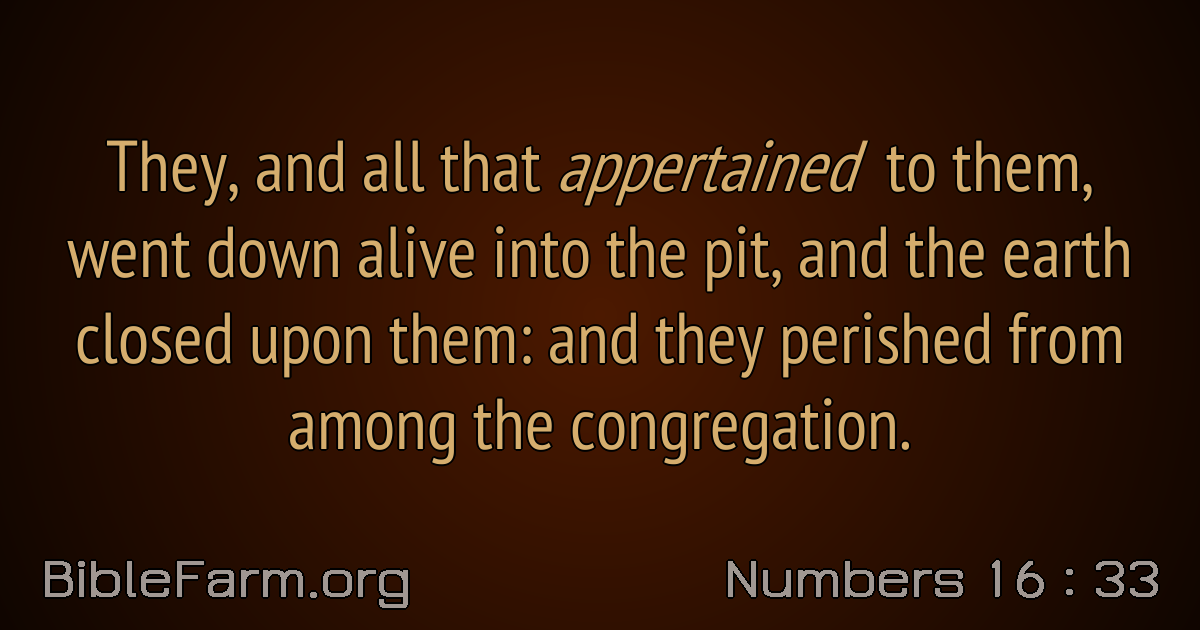 They, and all that appertained to them,
went down alive into the pit, and the earth
closed upon them: and they perished from
among the congregation.
BibleFarm.org
Numbers 16 : 33